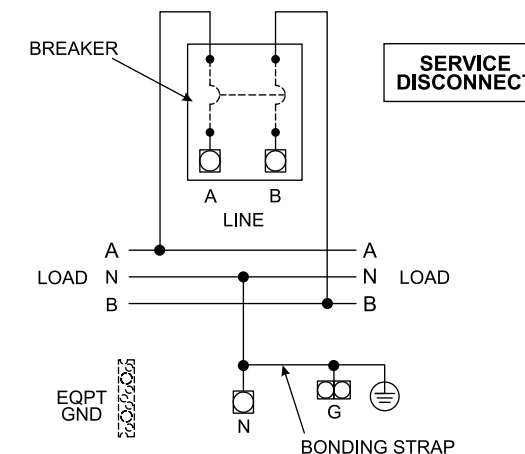 BREAKER
SERVICE
DISCONNECT
A B
LINE
A A
LOAD N N LOAD
B B
EQPT
GND
N
G
BONDING STRAP